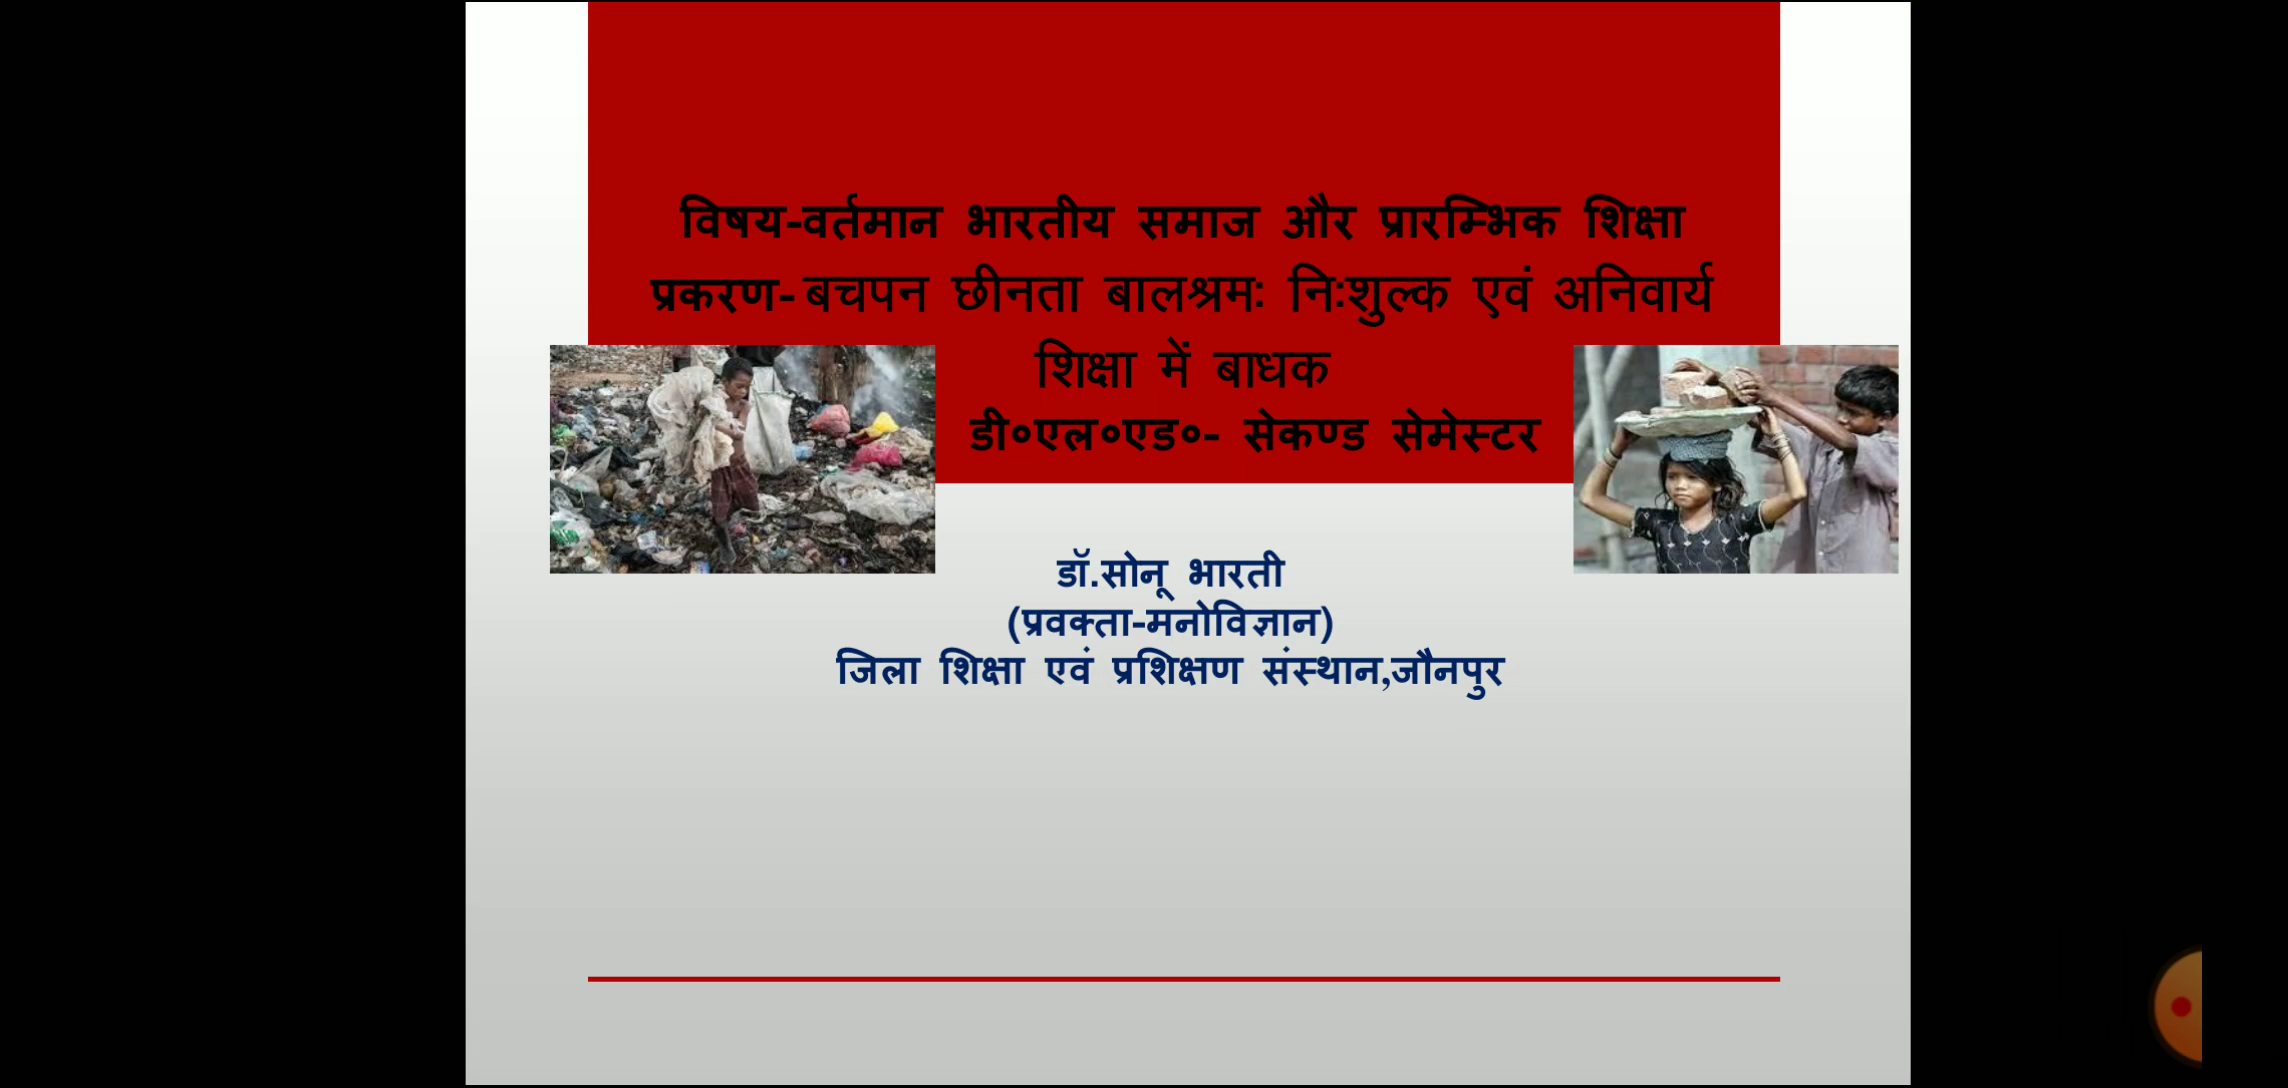 विषय-वर्तमान भारतीय समाज और प्रारम्भिक शिक्षा
प्रकरण- बचपन छीनता बालश्रमः निःशुल्क एवं अनिवार्य
शिक्षा में बाधक
डी०एल०एड०- सेकण्ड सेमेस्टर
डॉ.सोनू भारती
(प्रवक्ता-मनोविज्ञान)
जिला शिक्षा एवं प्रशिक्षण संस्थान,जौनपुर